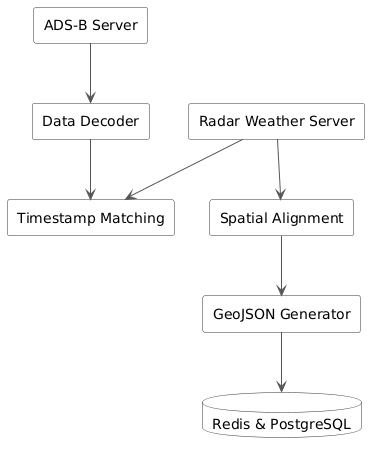 ADS-B Server
Data Decoder
Radar Weather Server
Timestamp Matching
Spatial Alignment
GeoJSON Generator
Redis & PostgreSQL